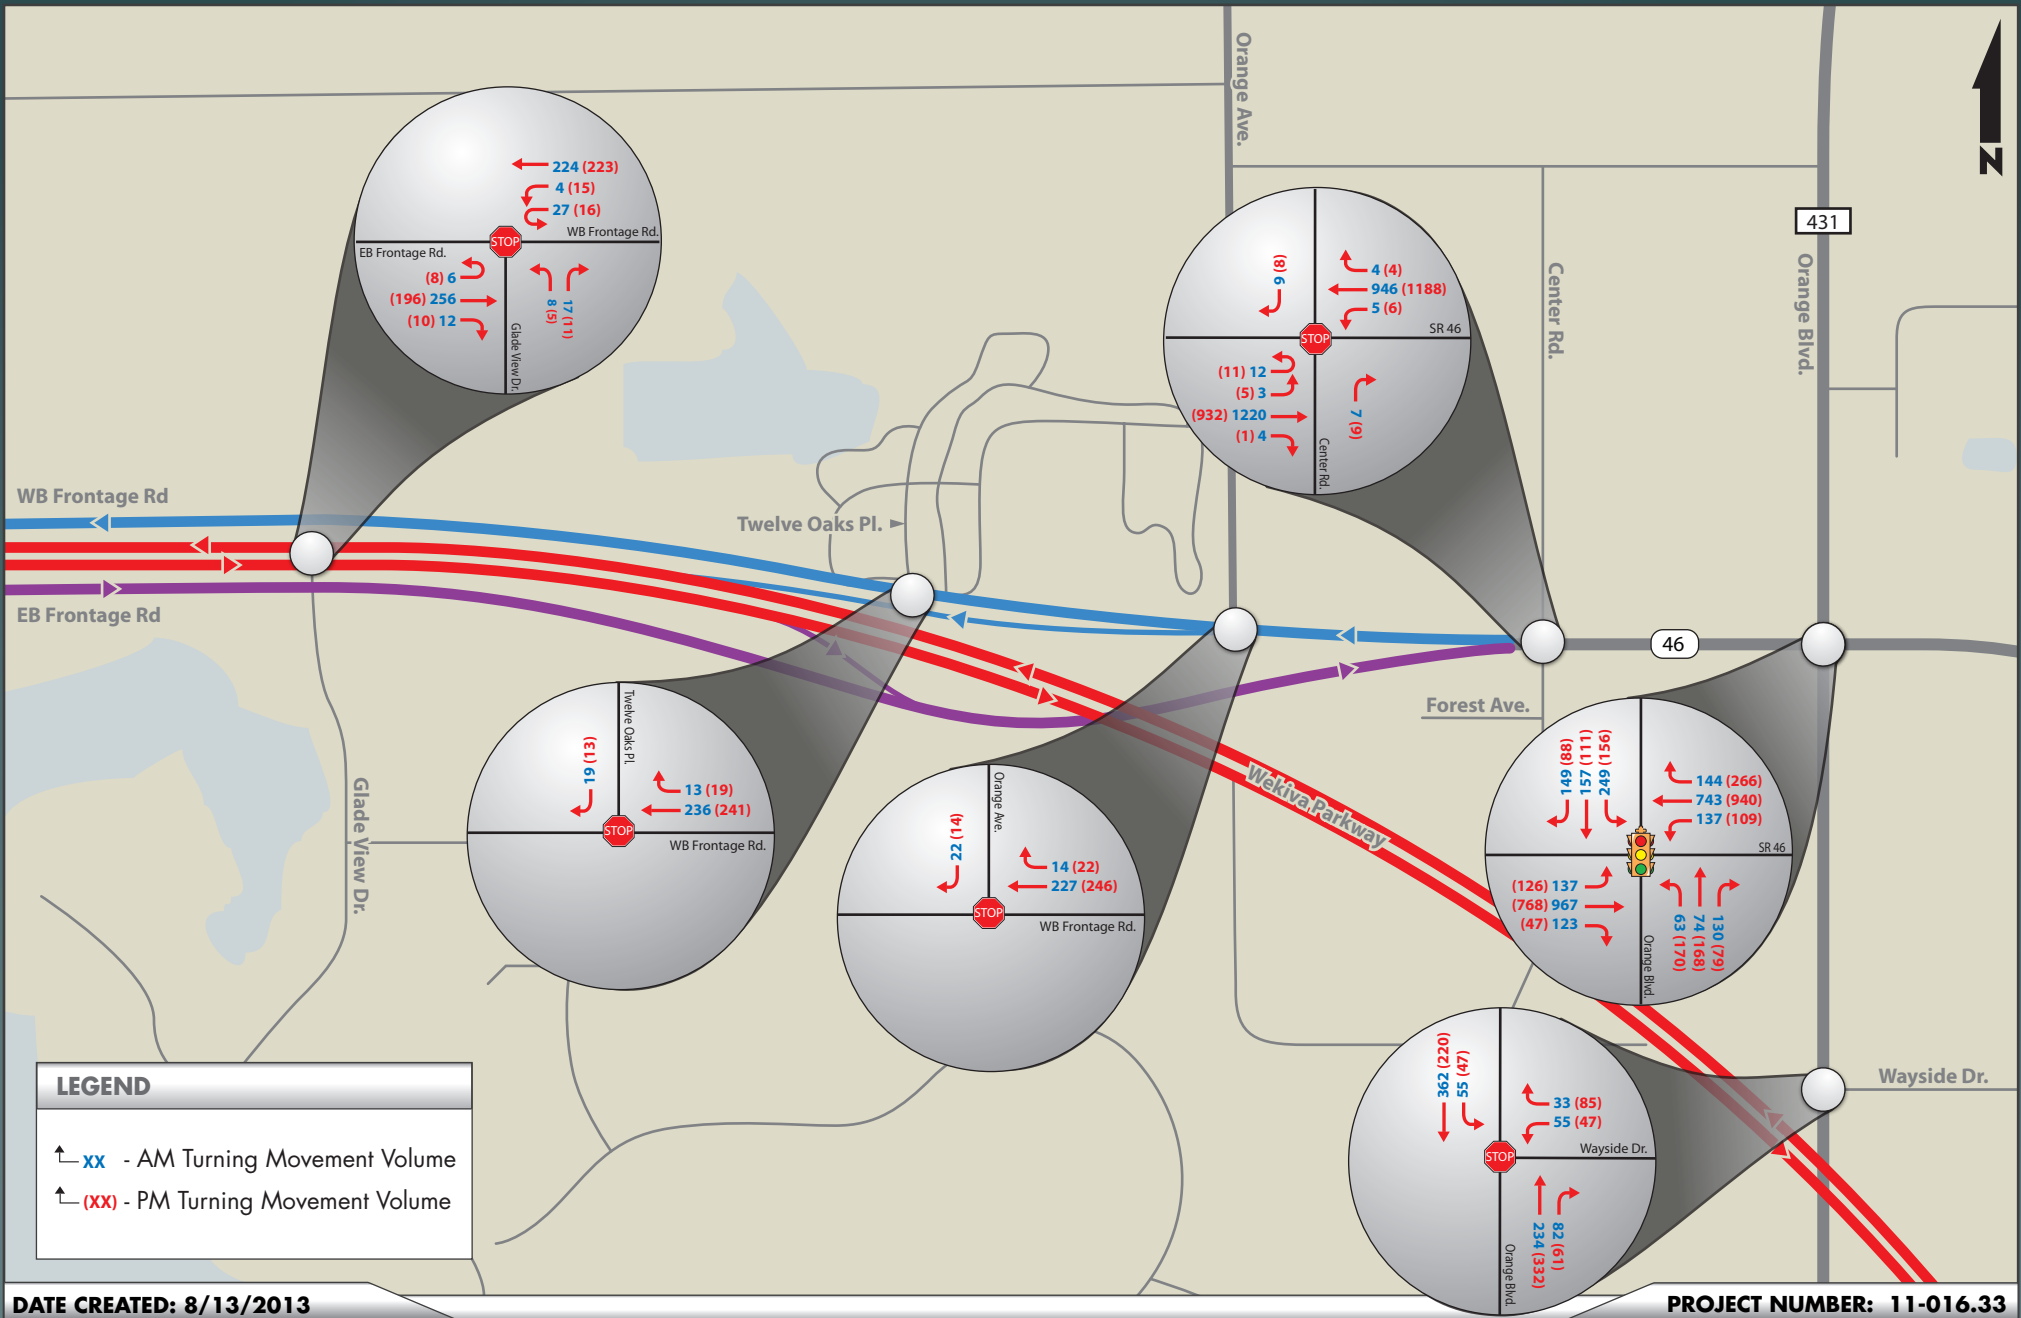 Orange Ave.
N
224 (223)
4 (15)
27 (16)
WB Frontage Rd.
STOP
EB Frontage Rd.
(8) 6
(196) 256
(10) 12
8 (5)
17 (11)
Glade View Dr.
431
Orange Blvd.
Center Rd.
6 (8)
4 (4)
946 (1188)
5 (6)
SR 46
STOP
(11) 12
(5) 3
(932) 1220
(1) 4
7 (9)
Center Rd.
WB Frontage Rd
Twelve Oaks Pl.
EB Frontage Rd
46
Forest Ave.
Wekiva Parkway
Glade View Dr.
Twelve Oaks Pl.
19 (13)
13 (19)
236 (241)
STOP
WB Frontage Rd.
Orange Ave.
22 (14)
14 (22)
227 (246)
STOP
WB Frontage Rd.
149 (88)
157 (111)
249 (156)
144 (266)
743 (940)
137 (109)
SR 46
(126) 137
(768) 967
(47) 123
63 (170)
74 (168)
130 (79)
Orange Blvd.
362 (220)
55 (47)
33 (85)
55 (47)
Wayside Dr.
STOP
234 (332)
82 (61)
Orange Blvd.
Wayside Dr.
LEGEND
XX - AM Turning Movement Volume
(XX) - PM Turning Movement Volume
DATE CREATED: 8/13/2013
PROJECT NUMBER: 11-016.33